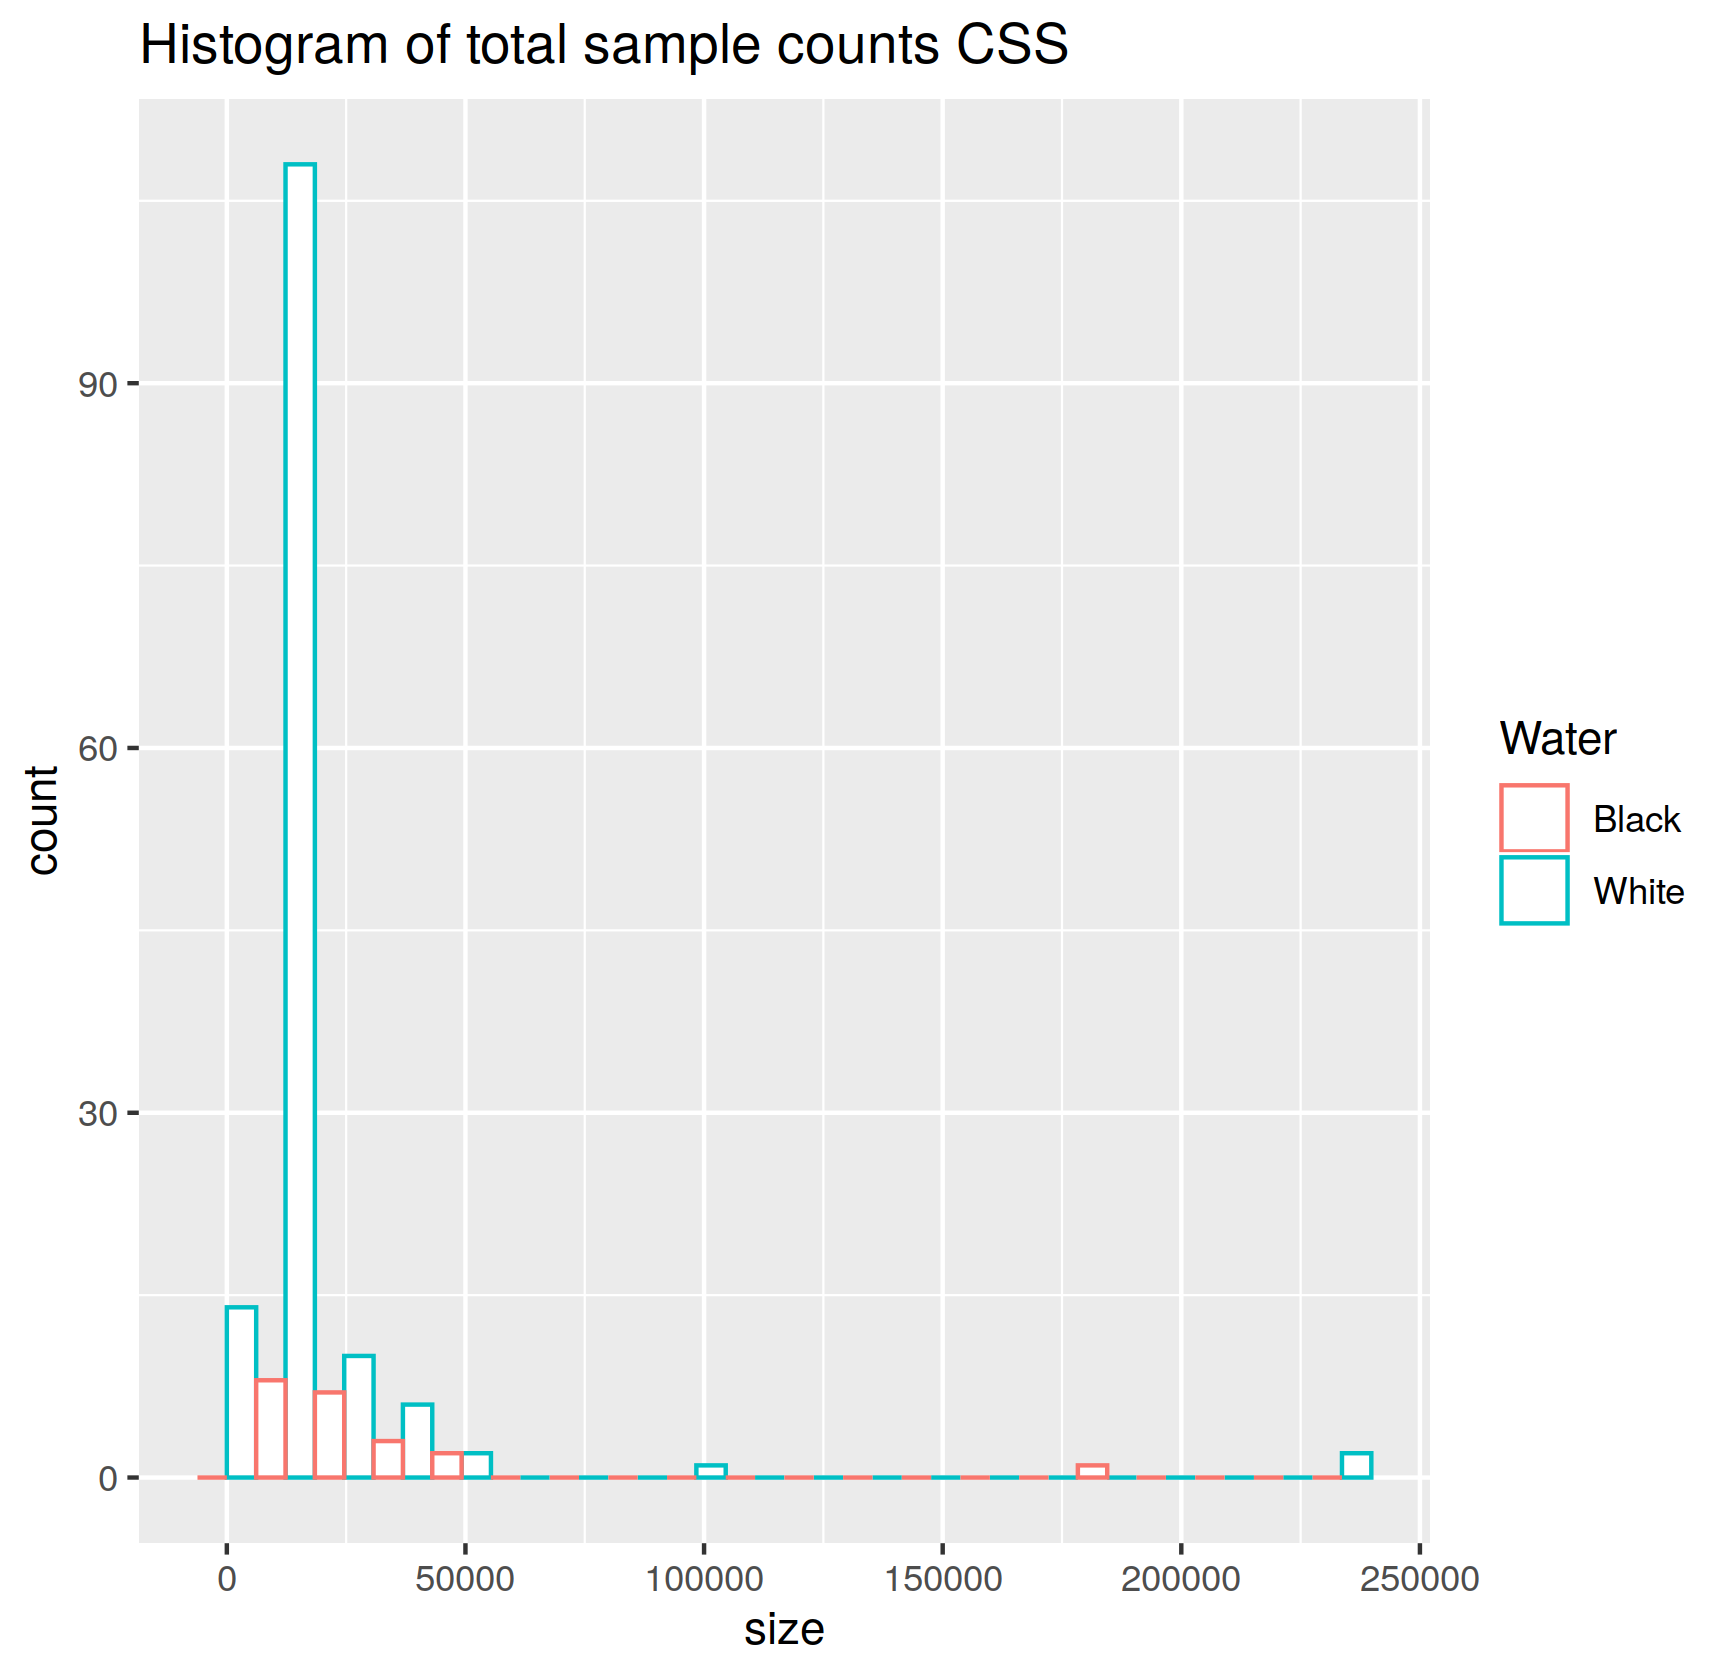 Histogram of total sample counts CSS
90
60
30
0
count
0 50000 100000 150000 200000 250000
size
Water
Black
White